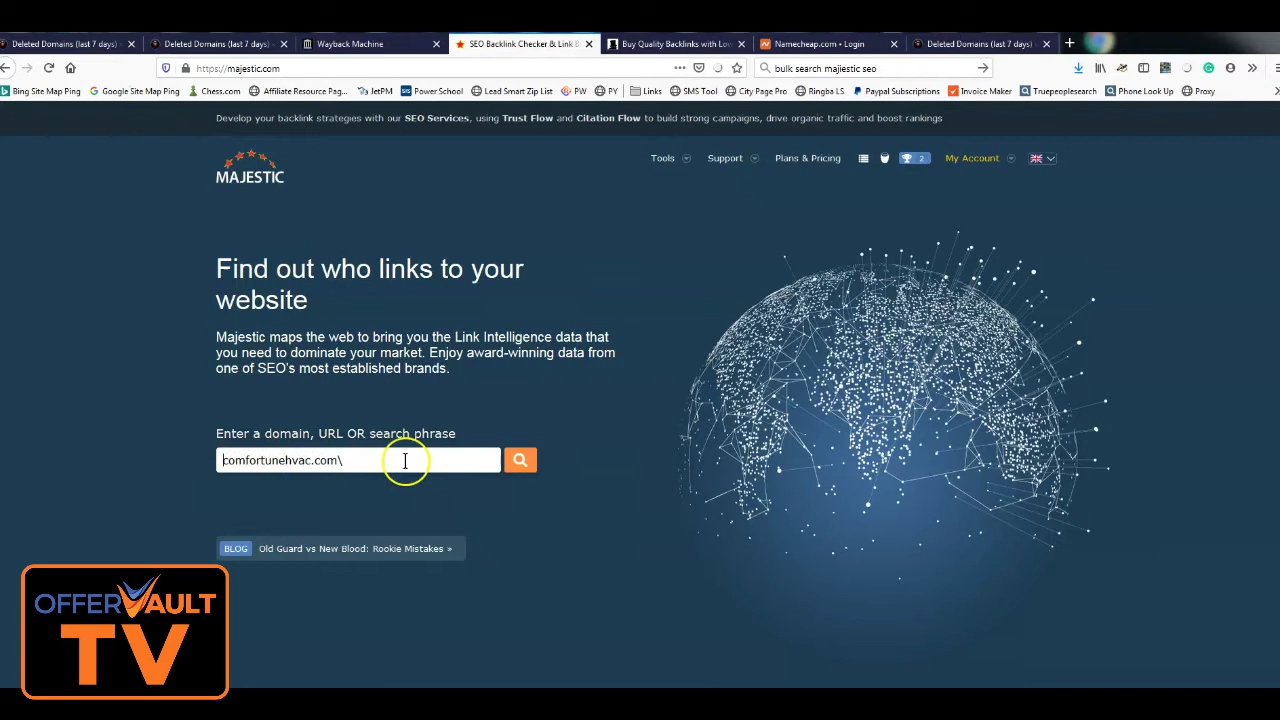 Deleted Domains (last 7 days)
Deleted Domains (last 7 days)
Wayback Machine
SEO Backlink Checker & Link B
Buy Quality Backlinks with Low
Namecheap.com • Login
Deleted Domains (last 7 days)
https://majestic.com
bulk search majiestic seo
Bing Site Map Ping
Google Site Map Ping
Chess.com
Affiliate Resource Pag...
JetPM
Power School
Lead Smart Zip List
PW
PY
Links
SMS Tool
City Page Pro
Ringba LS
Paypal Subscriptions
Invoice Maker
Truepeoplesearch
Phone Look Up
Proxy
Develop your backlink strategies with our SEO Services, using Trust Flow and Citation Flow to build strong campaigns, drive organic traffic and boost rankings
MAJESTIC
Tools
Support
Plans & Pricing
2
My Account
Find out who links to your
website
Majestic maps the web to bring you the Link Intelligence data that
you need to dominate your market. Enjoy award-winning data from
one of SEO's most established brands.
Enter a domain, URL OR search phrase
comfortunehvac.com\
BLOG Old Guard vs New Blood: Rookie Mistakes »
OFFERVAULT
TV